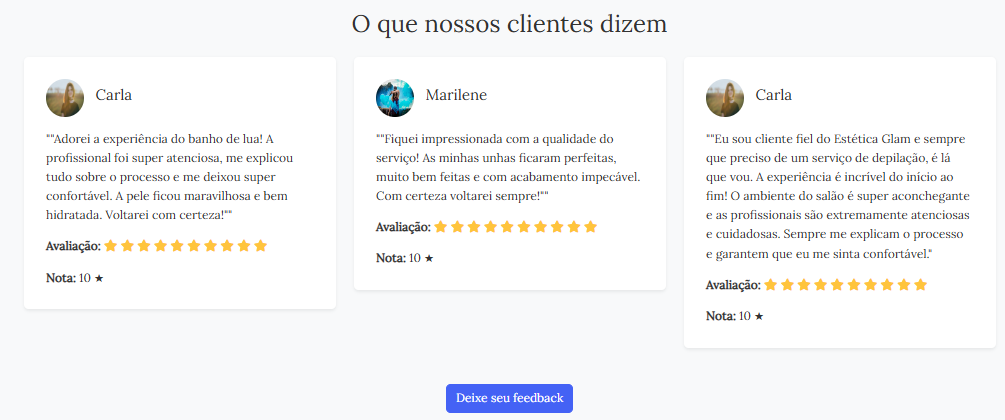 O que nossos clientes dizem
Carla
""Adorei a experiência do banho de lua! A
profissional foi super atenciosa, me explicou
tudo sobre o processo e me deixou super
confortável. A pele ficou maravilhosa e bem
hidratada. Voltarei com certeza!""
Avaliação: ★ ★ ★ ★ ★ ★ ★ ★ ★ ★
Nota: 10 ★
Marilene
""Fiquei impressionada com a qualidade do
serviço! As minhas unhas ficaram perfeitas,
muito bem feitas e com acabamento impecável.
Com certeza voltarei sempre!""
Avaliação: ★ ★ ★ ★ ★ ★ ★ ★ ★ ★
Nota: 10 ★
Carla
""Eu sou cliente fiel do Estética Glam e sempre
que preciso de um serviço de depilação, é lá
que vou. A experiência é incrível do início ao
fim! O ambiente do salão é super aconchegante
e as profissionais são extremamente atenciosas
e cuidadosas. Sempre me explicam o processo
e garantem que eu me sinta confortável."
Avaliação: ★ ★ ★ ★ ★ ★ ★ ★ ★ ★
Nota: 10 ★
Deixe seu feedback